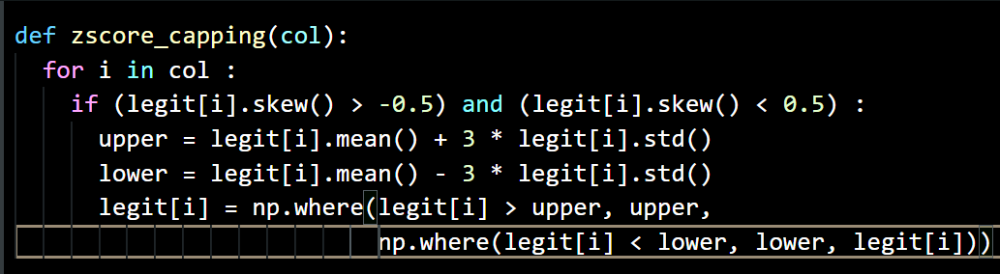 def zscore_capping(col):
for i in col :
if (legit[i].skew() > -0.5) and (legit[i].skew() < 0.5) :
upper = legit[i].mean() + 3 * legit[i].std()
lower = legit[i].mean() - 3 * legit[i].std()
legit[i] = np.where(legit[i] > upper, upper,
np.where(legit[i] < lower, lower, legit[i]))